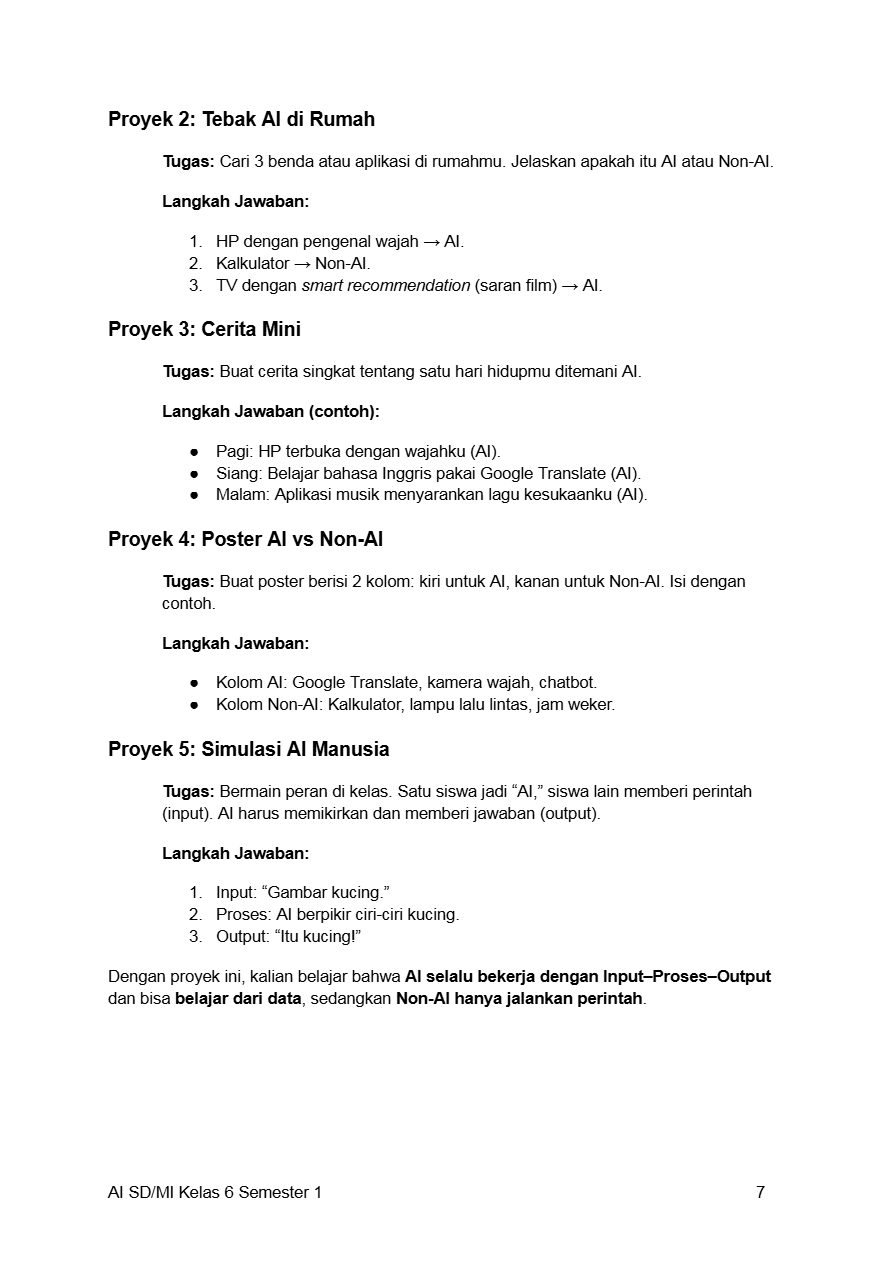 Proyek 2: Tebak AI di Rumah
Tugas: Cari 3 benda atau aplikasi di rumahmu. Jelaskan apakah itu AI atau Non-AI.
Langkah Jawaban:
1. HP dengan pengenal wajah → AI.
2. Kalkulator → Non-AI.
3. TV dengan smart recommendation (saran film) → AI.
Proyek 3: Cerita Mini
Tugas: Buat cerita singkat tentang satu hari hidupmu ditemani AI.
Langkah Jawaban (contoh):
● Pagi: HP terbuka dengan wajahku (AI).
● Siang: Belajar bahasa Inggris pakai Google Translate (AI).
● Malam: Aplikasi musik menyarankan lagu kesukaanku (AI).
Proyek 4: Poster AI vs Non-AI
Tugas: Buat poster berisi 2 kolom: kiri untuk AI, kanan untuk Non-AI. Isi dengan
contoh.
Langkah Jawaban:
● Kolom AI: Google Translate, kamera wajah, chatbot.
● Kolom Non-AI: Kalkulator, lampu lalu lintas, jam weker.
Proyek 5: Simulasi AI Manusia
Tugas: Bermain peran di kelas. Satu siswa jadi “AI,” siswa lain memberi perintah
(input). AI harus memikirkan dan memberi jawaban (output).
Langkah Jawaban:
1. Input: “Gambar kucing.”
2. Proses: AI berpikir ciri-ciri kucing.
3. Output: “Itu kucing!”
Dengan proyek ini, kalian belajar bahwa AI selalu bekerja dengan Input–Proses–Output
dan bisa belajar dari data, sedangkan Non-AI hanya jalankan perintah.
AI SD/MI Kelas 6 Semester 1 7